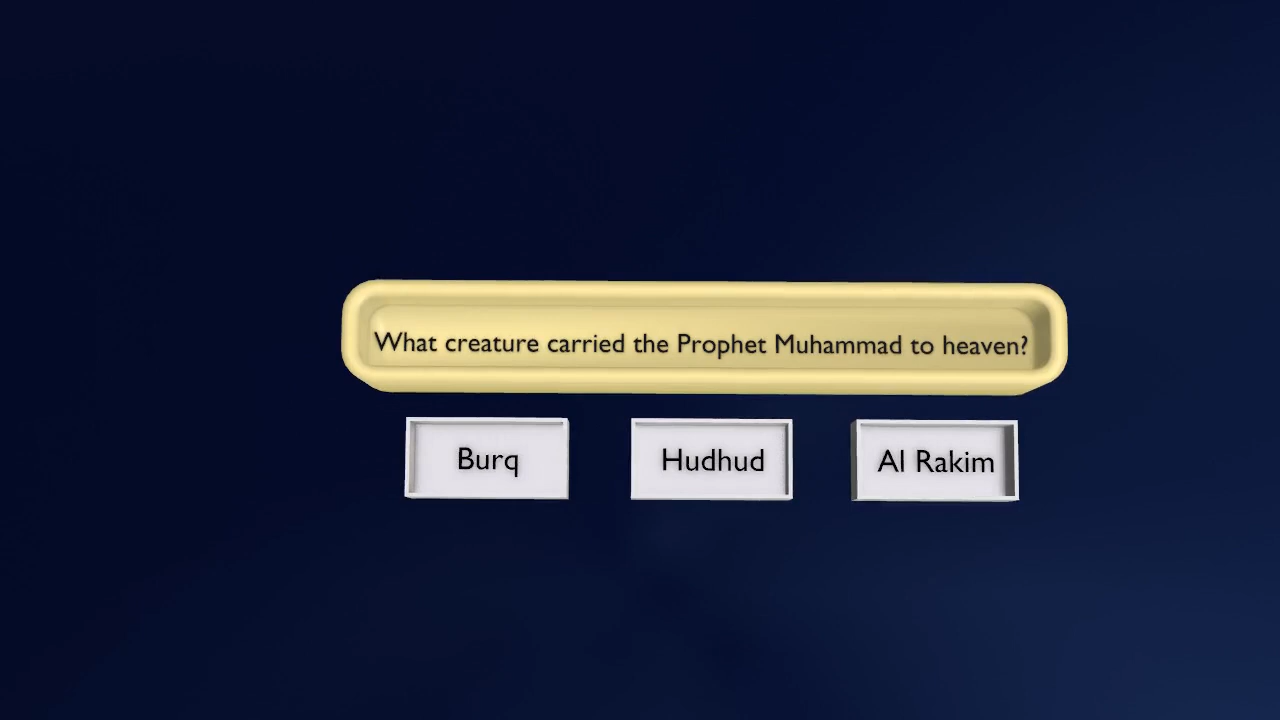 What creature carried the Prophet Muhammad to heaven?
Burq
Hudhud
Al Rakim